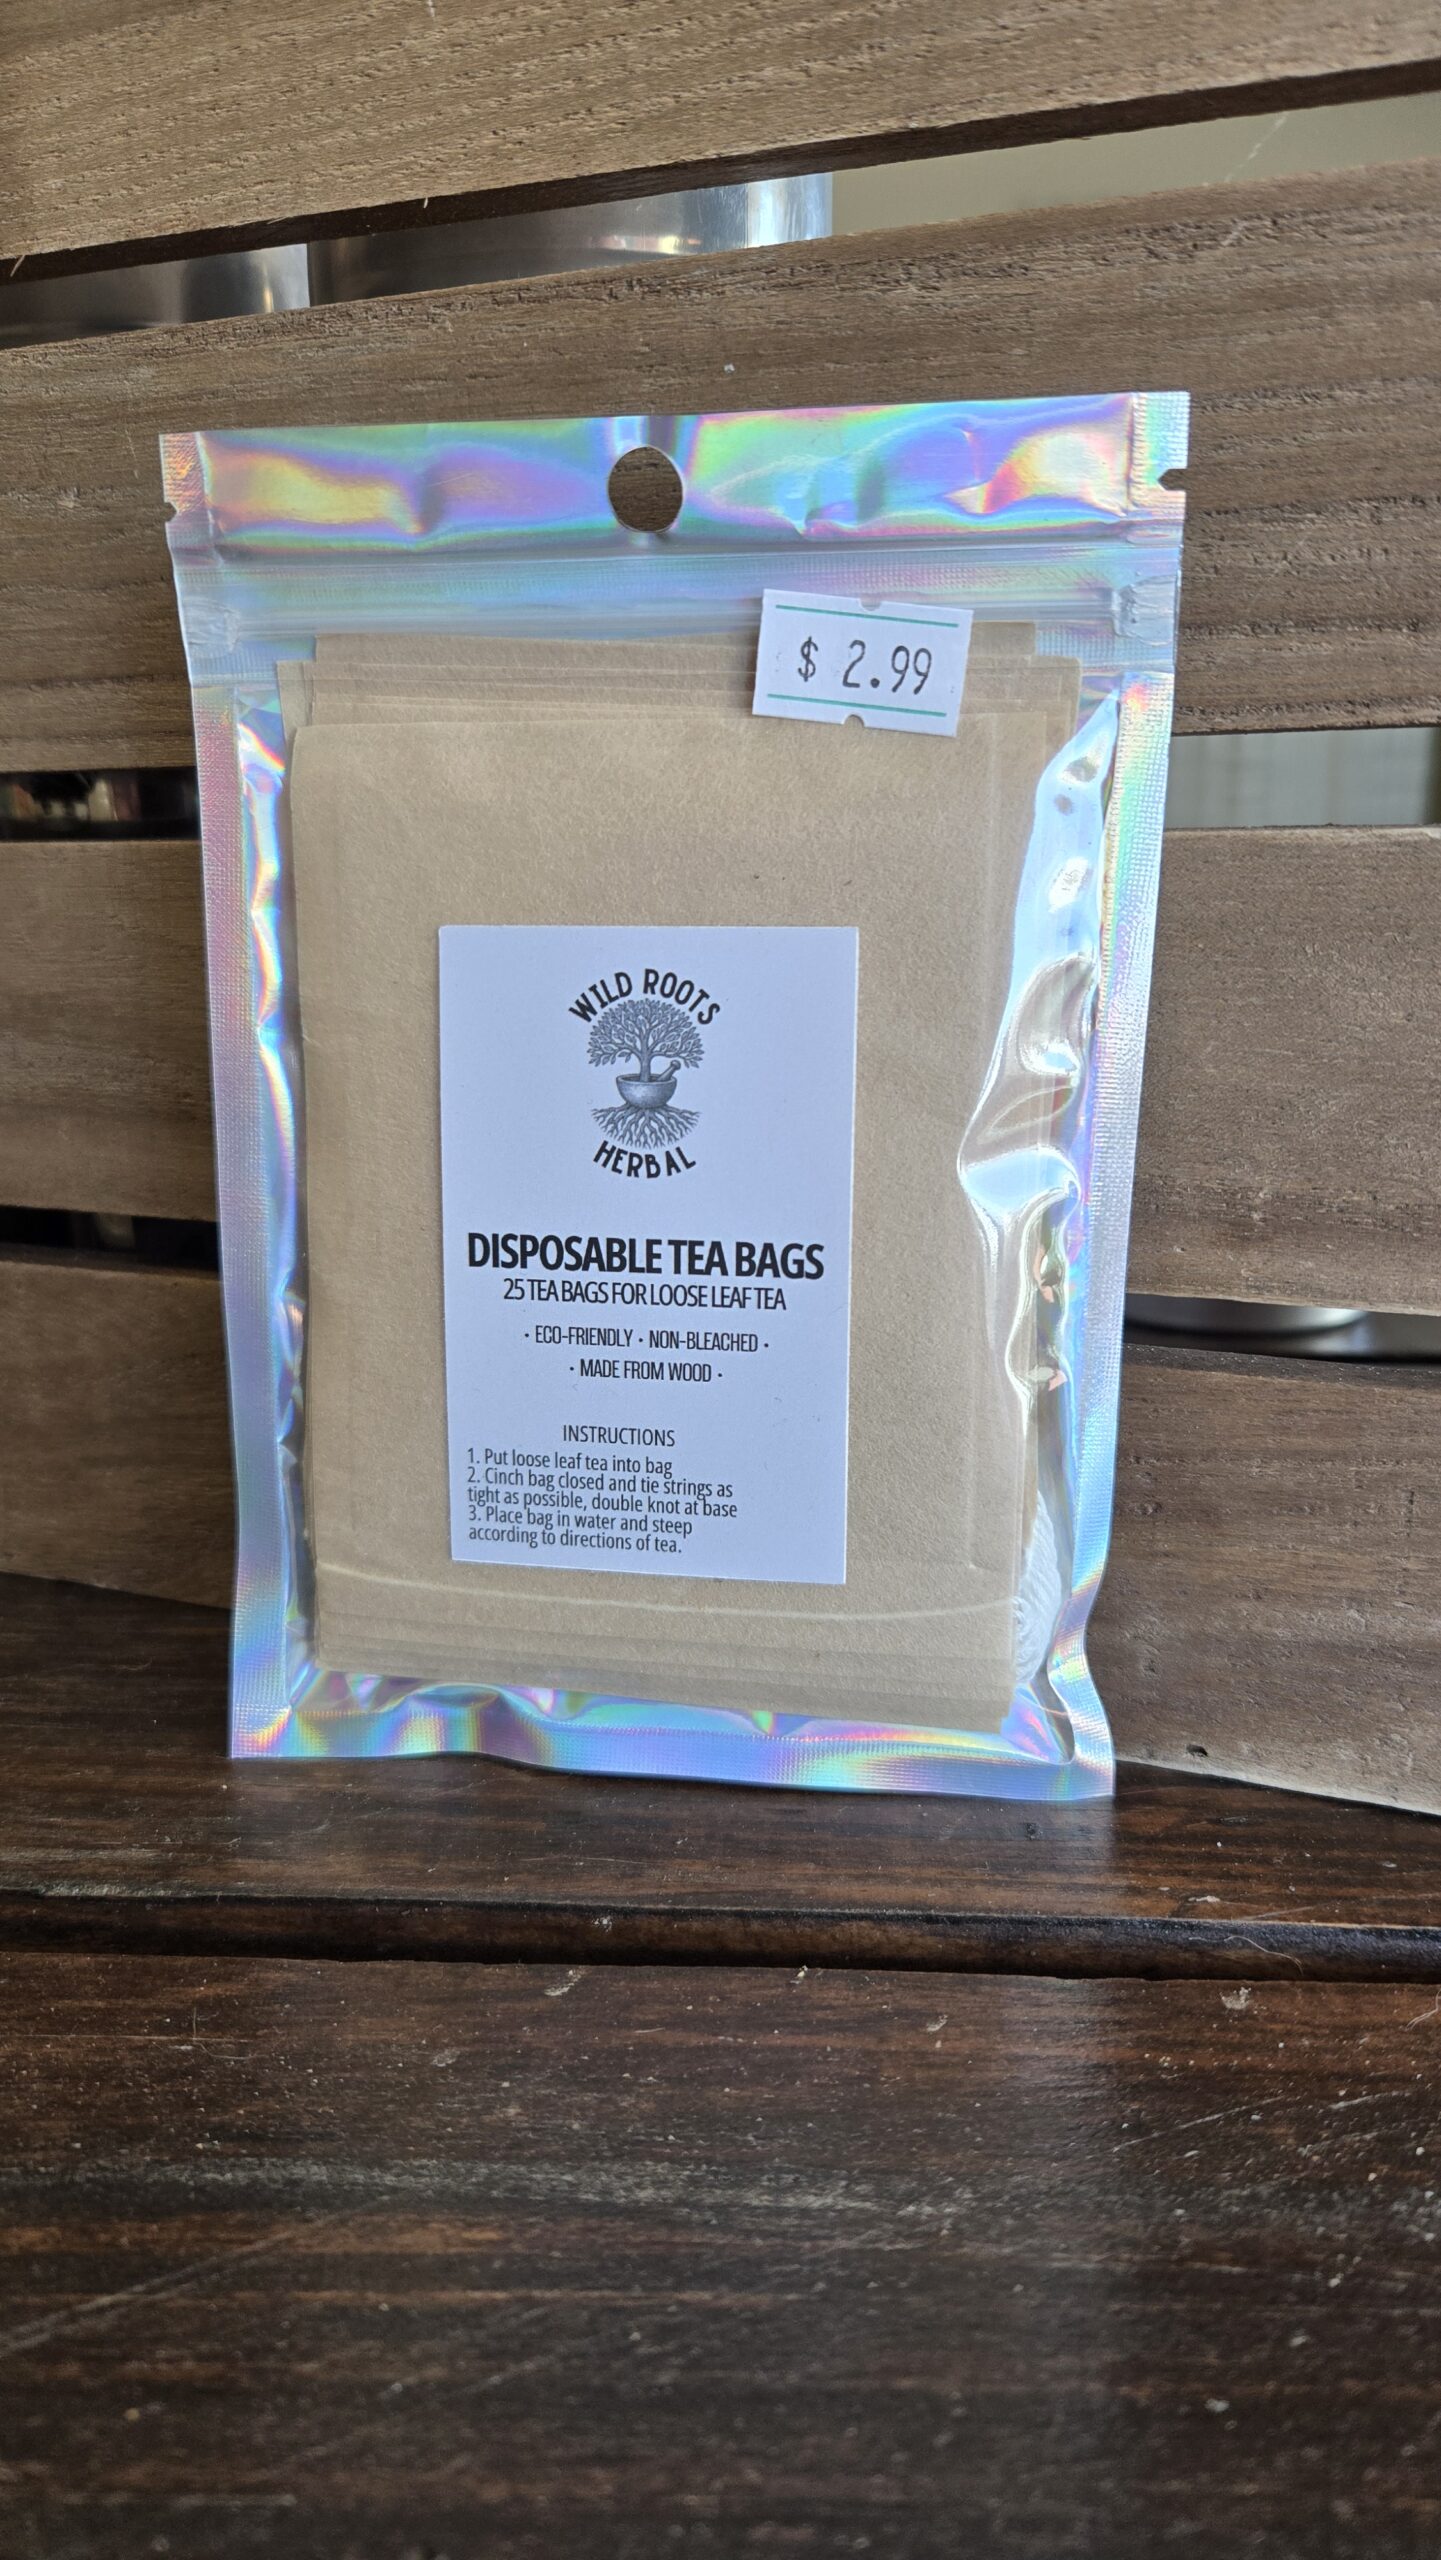 $ 2.99
WILD ROOTS
HERBAL
DISPOSABLE TEA BAGS
25 TEA BAGS FOR LOOSE LEAF TEA
• ECO-FRIENDLY • NON-BLEACHED •
• MADE FROM WOOD •
INSTRUCTIONS
1. Put loose leaf tea into bag
2. Cinch bag closed and tie strings as
tight as possible, double knot at base
3. Place bag in water and steep
according to directions of tea.